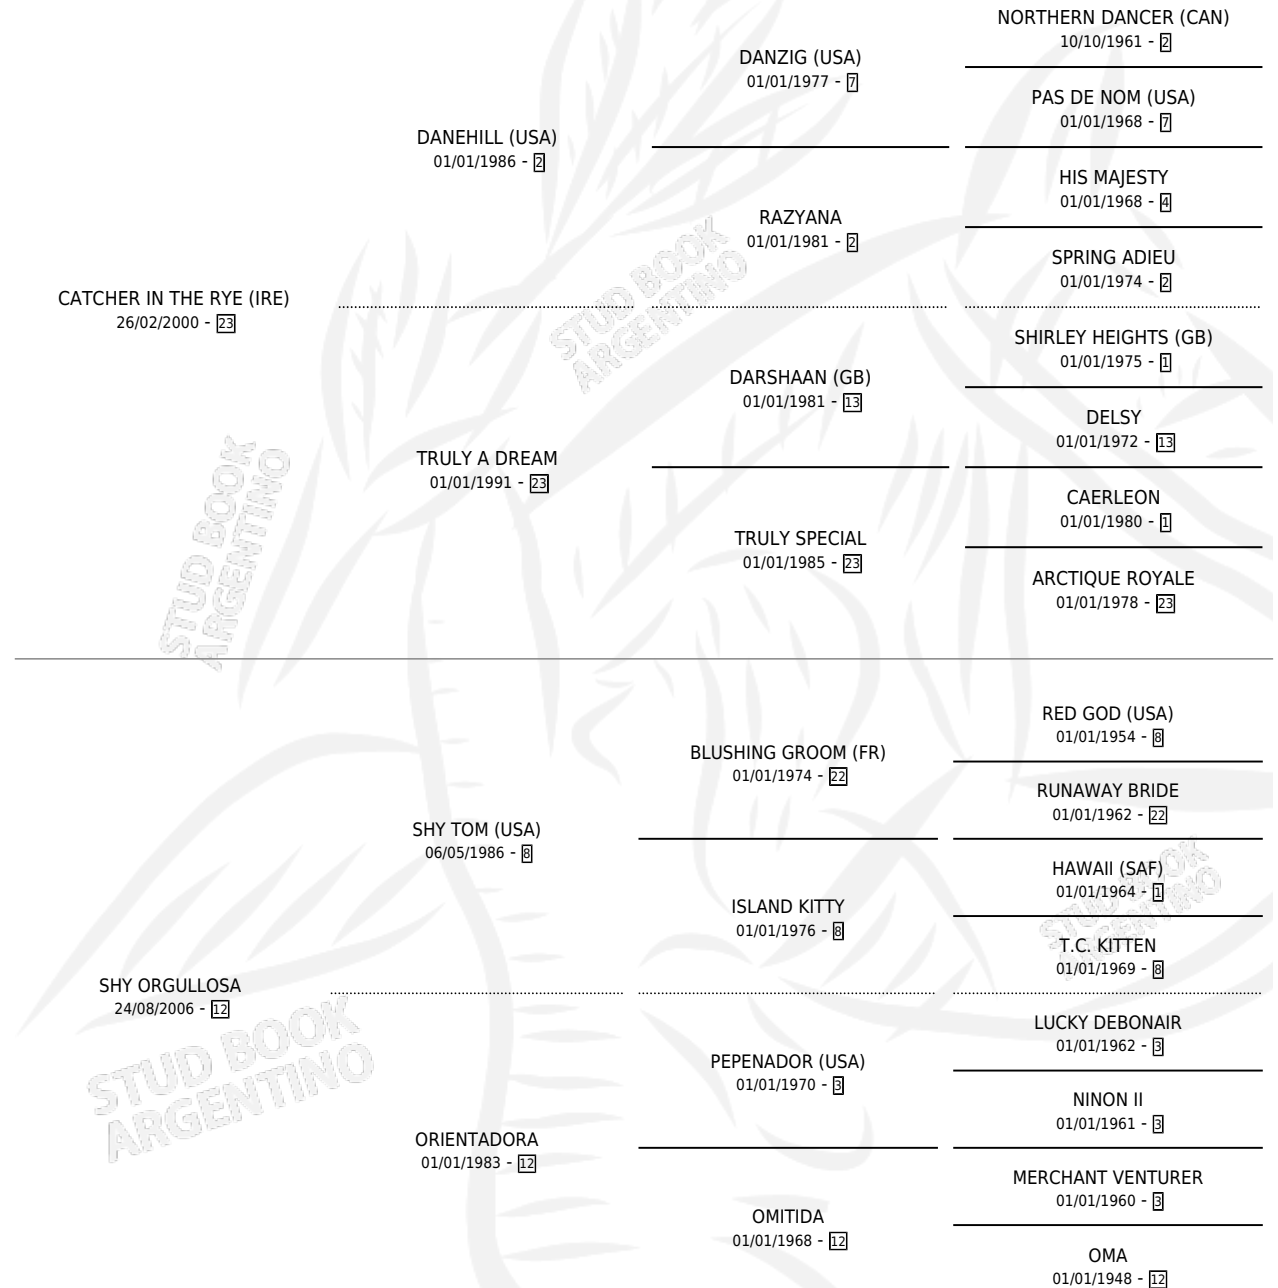 NORTHERN DANCER (CAN)
10/10/1961 - 2
DANZIG (USA)
01/01/1977 - 7
PAS DE NOM (USA)
01/01/1968 - 7
DANEHILL (USA)
01/01/1986 - 2
HIS MAJESTY
01/01/1968 - 4
RAZYANA
01/01/1981 - 2
SPRING ADIEU
01/01/1974 - 2
CATCHER IN THE RYE (IRE)
26/02/2000 - 23
STUD BOOK
ARGENTINO
SHIRLEY HEIGHTS (GB)
01/01/1975 - 1
DARSHAAN (GB)
01/01/1981 - 13
DELSY
01/01/1972 - 13
TRULY A DREAM
01/01/1991 - 23
CAERLEON
01/01/1980 - 1
TRULY SPECIAL
01/01/1985 - 23
ARCTIQUE ROYALE
01/01/1978 - 23
STUD BOOK
ARGENTINO
RED GOD (USA)
01/01/1954 - 8
BLUSHING GROOM (FR)
01/01/1974 - 22
RUNAWAY BRIDE
01/01/1962 - 22
SHY TOM (USA)
06/05/1986 - 8
HAWAII (SAF)
01/01/1964 - 1
STUD BOOK
ARGENTINO
ISLAND KITTY
01/01/1976 - 8
T.C. KITTEN
01/01/1969 - 8
SHY ORGULLOSA
24/08/2006 - 12
STUD BOOK
ARGENTINO
LUCKY DEBONAIR
01/01/1962 - 3
PEPENADOR (USA)
01/01/1970 - 3
NINON II
01/01/1961 - 3
ORIENTADORA
01/01/1983 - 12
MERCHANT VENTURER
01/01/1960 - 3
OMITIDA
01/01/1968 - 12
OMA
01/01/1948 - 12